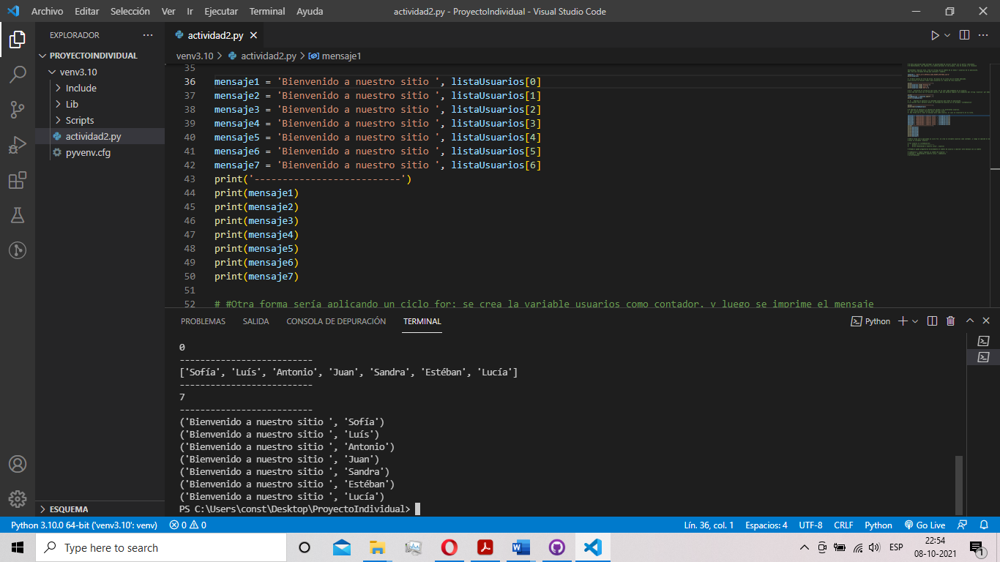 Archivo Editar Selección Ver Ir Ejecutar Terminal Ayuda
actividad2.py - ProyectoIndividual - Visual Studio Code
EXPLORADOR
PROYECTOINDIVIDUAL
venv3.10
Include
Lib
Scripts
actividad2.py
pyvenv.cfg
ESQUEMA
actividad2.py
venv3.10 > actividad2.py > mensaje1
35
36 mensaje1 = 'Bienvenido a nuestro sitio ', listaUsuarios[0]
37 mensaje2 = 'Bienvenido a nuestro sitio ', listaUsuarios[1]
38 mensaje3 = 'Bienvenido a nuestro sitio ', listaUsuarios[2]
39 mensaje4 = 'Bienvenido a nuestro sitio ', listaUsuarios[3]
40 mensaje5 = 'Bienvenido a nuestro sitio ', listaUsuarios[4]
41 mensaje6 = 'Bienvenido a nuestro sitio ', listaUsuarios[5]
42 mensaje7 = 'Bienvenido a nuestro sitio ', listaUsuarios[6]
43 print('--------------------------')
44 print(mensaje1)
45 print(mensaje2)
46 print(mensaje3)
47 print(mensaje4)
48 print(mensaje5)
49 print(mensaje6)
50 print(mensaje7)
51
52 # #Otra forma sería aplicando un ciclo for: se crea la variable usuarios como contador, y luego se imprime el mensaje
PROBLEMAS SALIDA CONSOLA DE DEPURACIÓN TERMINAL
Python
0
--------------------------
['Sofía', 'Luís', 'Antonio', 'Juan', 'Sandra', 'Estéban', 'Lucía']
--------------------------
7
--------------------------
('Bienvenido a nuestro sitio ', 'Sofía')
('Bienvenido a nuestro sitio ', 'Luís')
('Bienvenido a nuestro sitio ', 'Antonio')
('Bienvenido a nuestro sitio ', 'Juan')
('Bienvenido a nuestro sitio ', 'Sandra')
('Bienvenido a nuestro sitio ', 'Estéban')
('Bienvenido a nuestro sitio ', 'Lucía')
PS C:\Users\const\Desktop\ProyectoIndividual>
Python 3.10.0 64-bit ('venv3.10': venv) 0 0 Lín. 36, col. 1 Espacios: 4 UTF-8 CRLF Python Go Live
Type here to search
ESP
22:54
08-10-2021
1